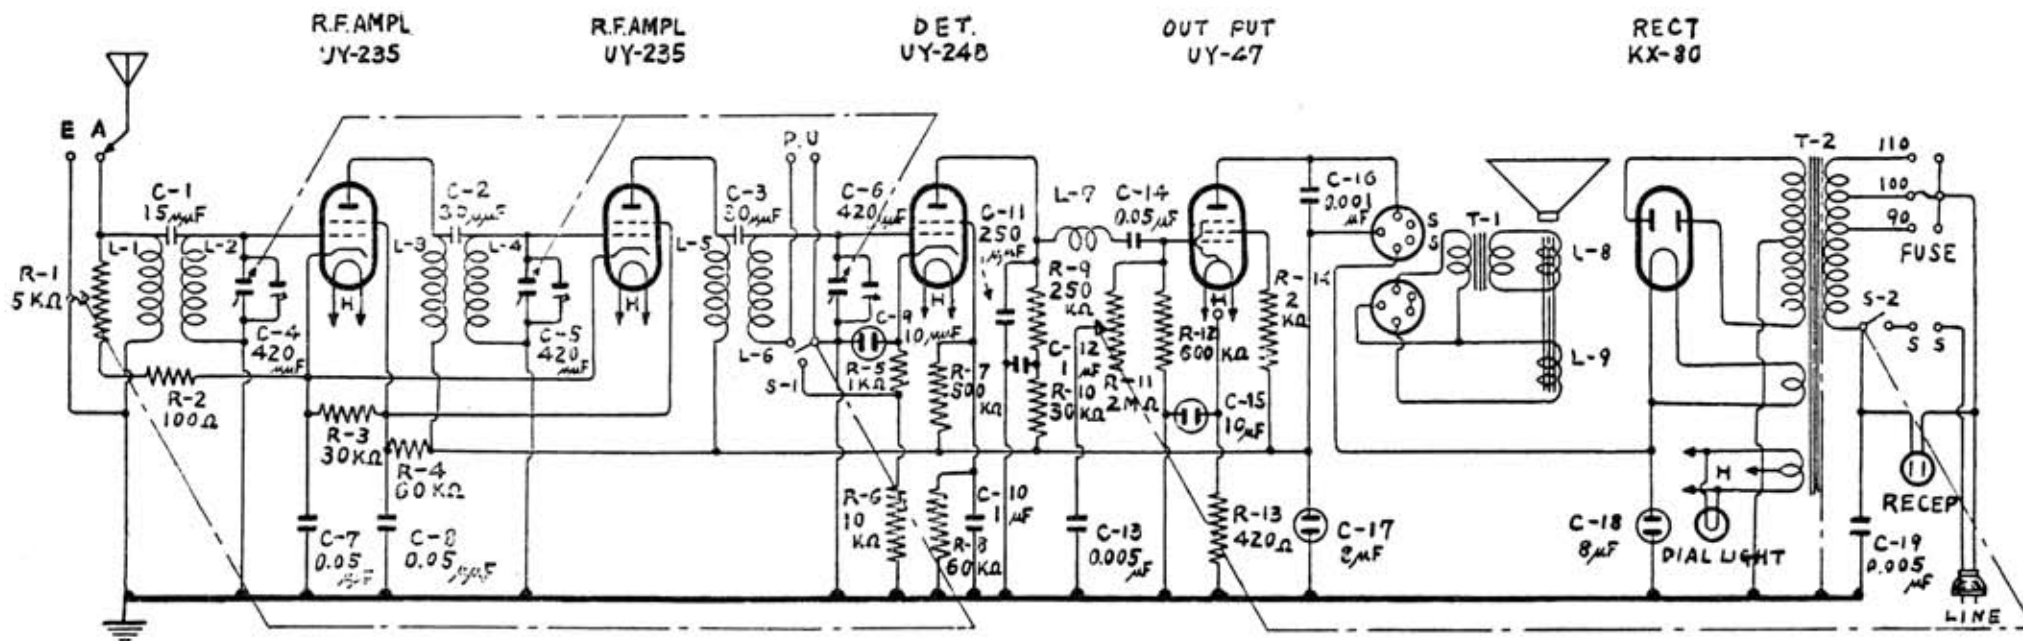 R.F.AMPL
UY-235
R.F.AMPL
UY-235
DET.
UY-24B
OUT PUT
UY-47
RECT
KX-80
E A
P.U
T-2
110
100
90
FUSE
C-1
15μμF
C-2
30μμF
C-3
30μμF
C-6
420μμF
C-11
250
μμF
L-7
C-14
0.05μF
C-16
0.001
μF
S
S
T-1
L-1
L-2
L-3
L-4
L-5
L-8
R-1
5KΩ
H
H
H
H
R-9
250
KΩ
R-14
2
KΩ
C-4
420
μμF
C-5
420
μμF
C-9
10μμF
L-6
S-1
R-5
1KΩ
R-7
500
KΩ
C-12
1
μF
R-10
30KΩ
R-11
2MΩ
R-12
600KΩ
L-9
S-2
S S
R-2
100Ω
R-3
30KΩ
R-4
60KΩ
C-15
10μF
H
RECEP
R-6
10
KΩ
C-10
1μF
R-8
60KΩ
C-7
0.05
μμF
C-8
0.05μμF
C-13
0.005
μF
R-13
420Ω
C-17
2μF
C-18
8μF
DIAL LIGHT
C-19
0.005
μF
LINE